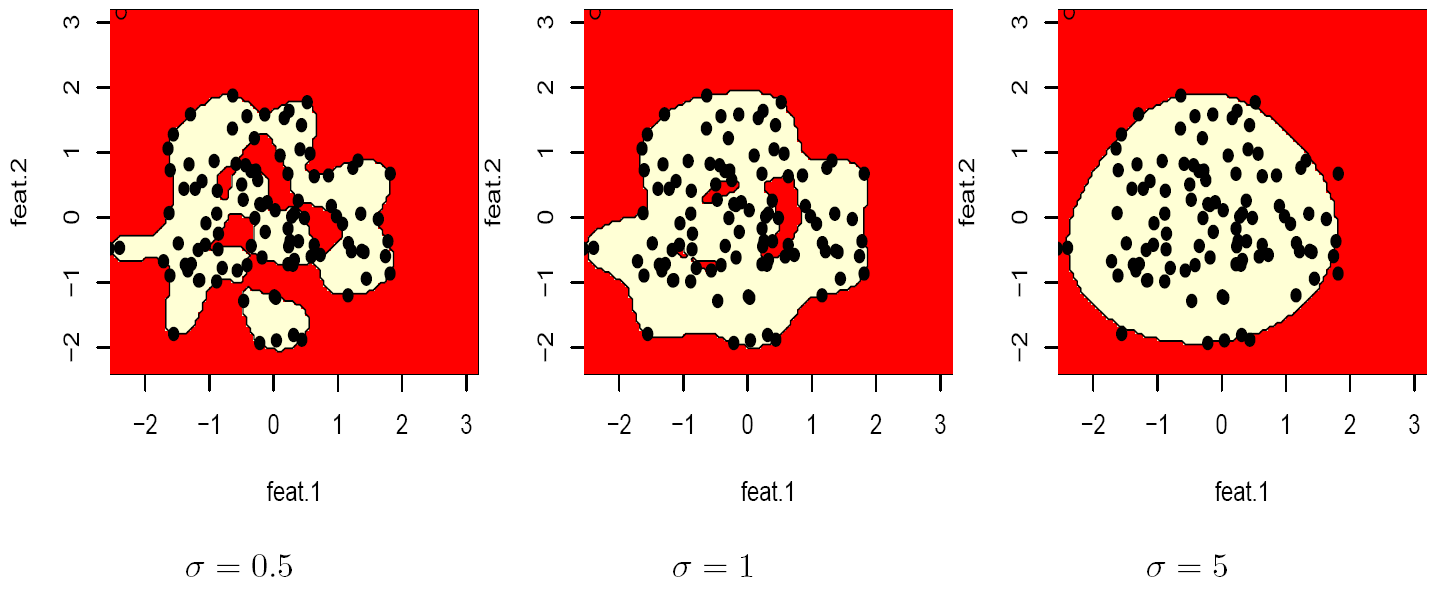 3 3 3
2 2 2
1 1 1
0 0 0
−1 −1 −1
−2 −2 −2
feat.2 feat.2 feat.2
−2 −1 0 1 2 3 −2 −1 0 1 2 3 −2 −1 0 1 2 3
feat.1 feat.1 feat.1
σ = 0.5 σ = 1 σ = 5